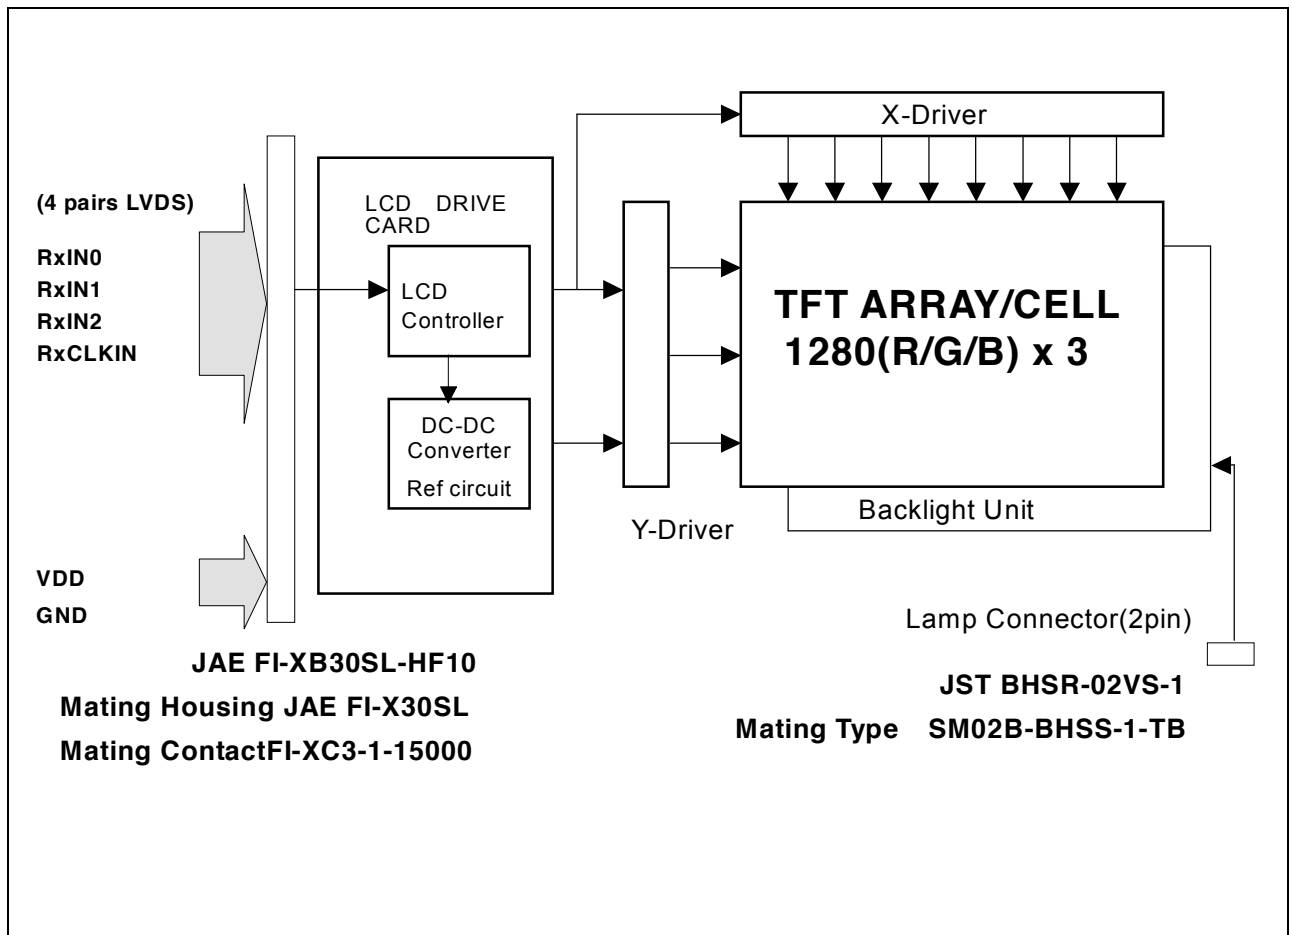 X-Driver
(4 pairs LVDS)
RxIN0
RxIN1
RxIN2
RxCLKIN
LCD DRIVE
CARD
LCD
Controller
DC-DC
Converter
Ref circuit
TFT ARRAY/CELL
1280(R/G/B) x 3
Backlight Unit
Y-Driver
VDD
GND
Lamp Connector(2pin)
JAE FI-XB30SL-HF10
Mating Housing JAE FI-X30SL
Mating ContactFI-XC3-1-15000
JST BHSR-02VS-1
Mating Type SM02B-BHSS-1-TB